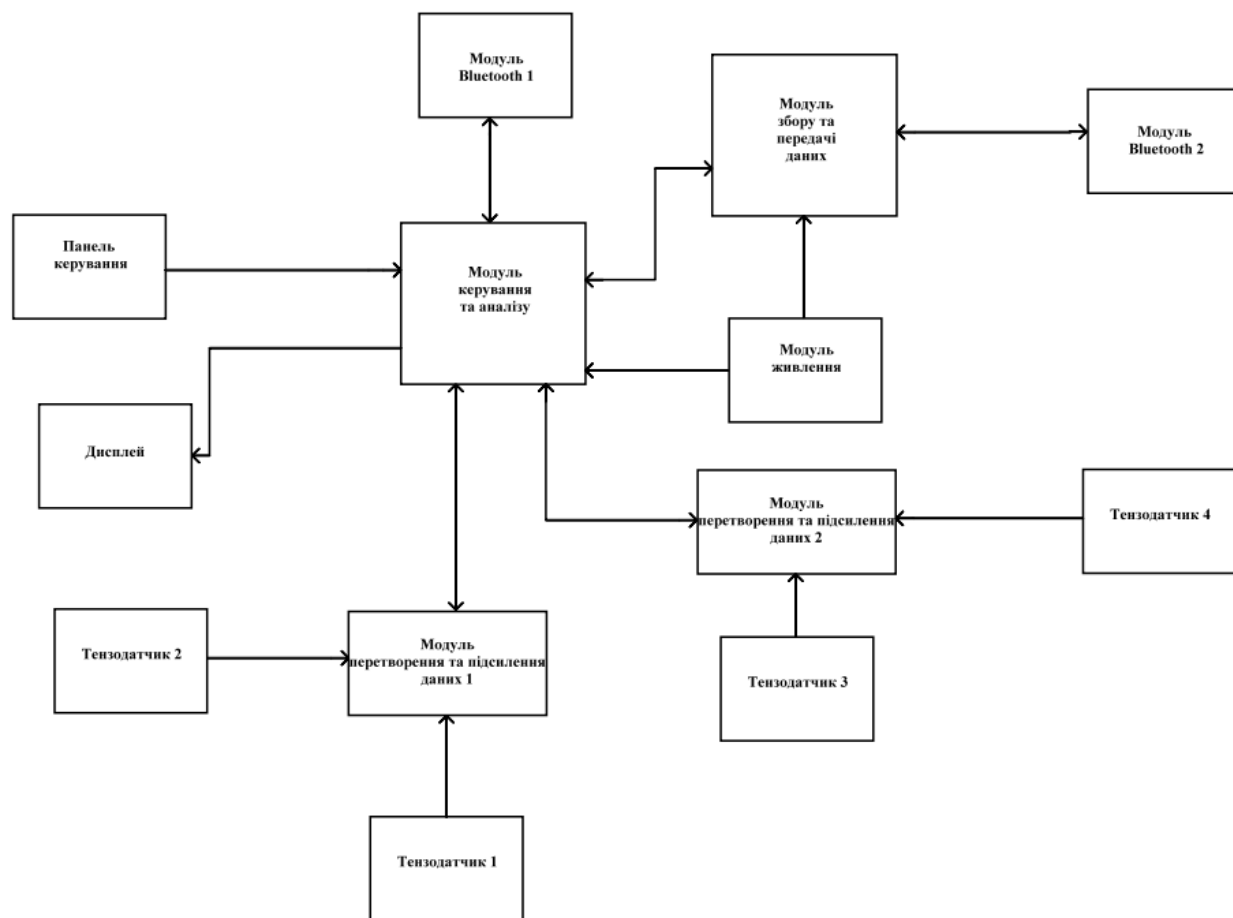 Модуль
Bluetooth 1
Модуль
збору та
передачі
даних
Модуль
Bluetooth 2
Панель
керування
Модуль
керування
та аналізу
Модуль
живлення
Дисплей
Модуль
перетворення та підсилення
даних 2
Тензодатчик 4
Тензодатчик 2
Модуль
перетворення та підсилення
даних 1
Тензодатчик 3
Тензодатчик 1